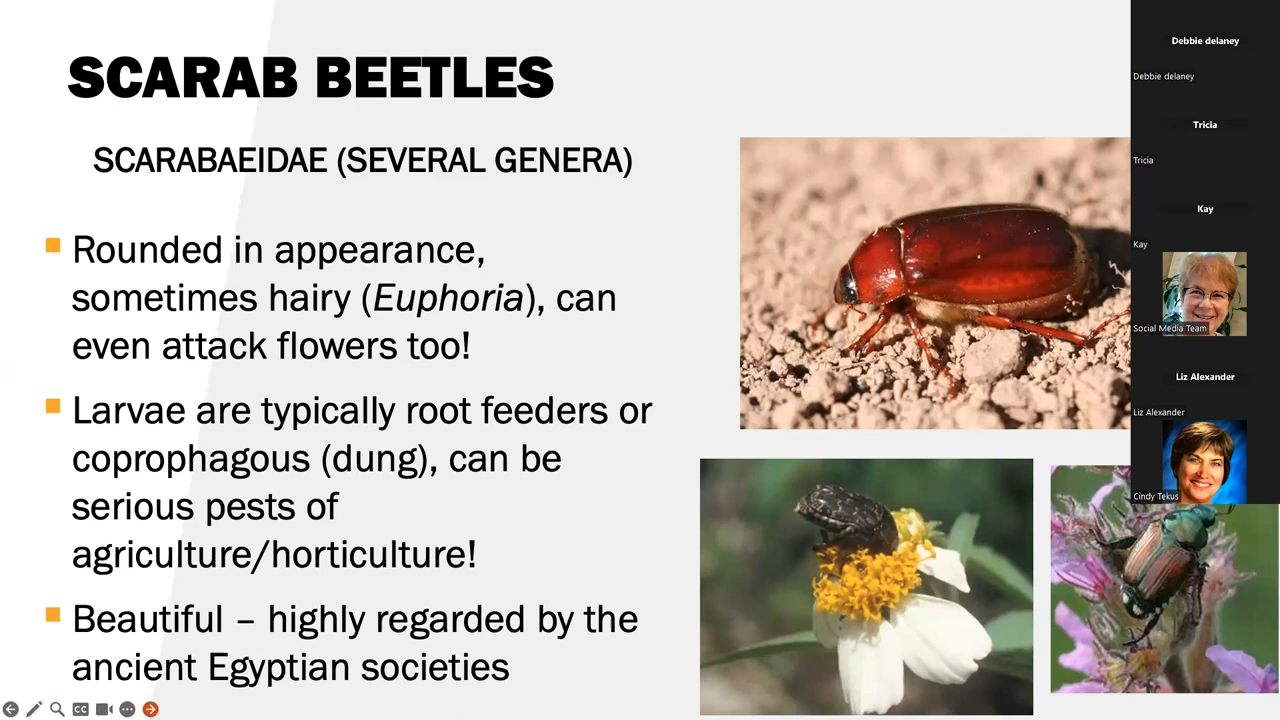 SCARAB BEETLES
SCARABAEIDAE (SEVERAL GENERA)
Rounded in appearance,
sometimes hairy (Euphoria), can
even attack flowers too!
Larvae are typically root feeders or
coprophagous (dung), can be
serious pests of
agriculture/horticulture!
Beautiful – highly regarded by the
ancient Egyptian societies
CC
Debbie delaney
Debbie delaney
Tricia
Tricia
Kay
Kay
Social Media Team
Liz Alexander
Liz Alexander
Cindy Tekus